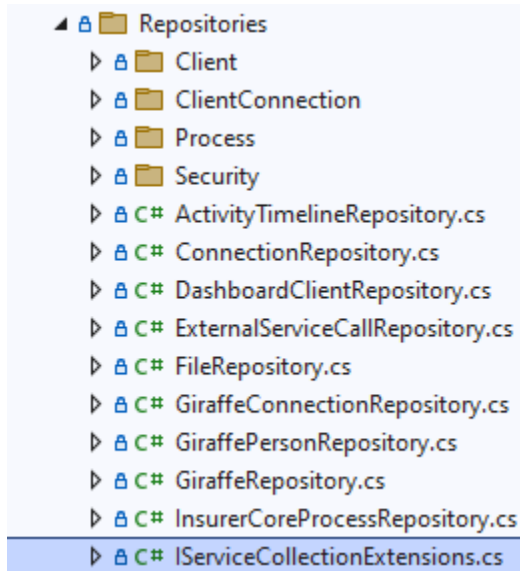 Repositories
Client
ClientConnection
Process
Security
C# ActivityTimelineRepository.cs
C# ConnectionRepository.cs
C# DashboardClientRepository.cs
C# ExternalServiceCallRepository.cs
C# FileRepository.cs
C# GiraffeConnectionRepository.cs
C# GiraffePersonRepository.cs
C# GiraffeRepository.cs
C# InsurerCoreProcessRepository.cs
C# IServiceCollectionExtensions.cs